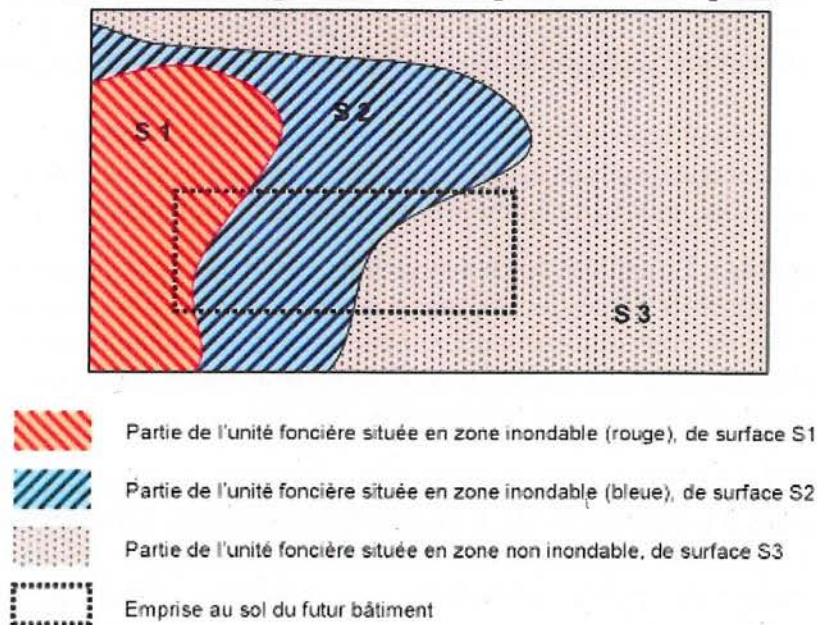 S 1
S 2
S 3
Partie de l'unité foncière située en zone inondable (rouge), de surface S1
Partie de l'unité foncière située en zone inondable (bleue), de surface S2
Partie de l'unité foncière située en zone non inondable, de surface S3
Emprise au sol du futur bâtiment